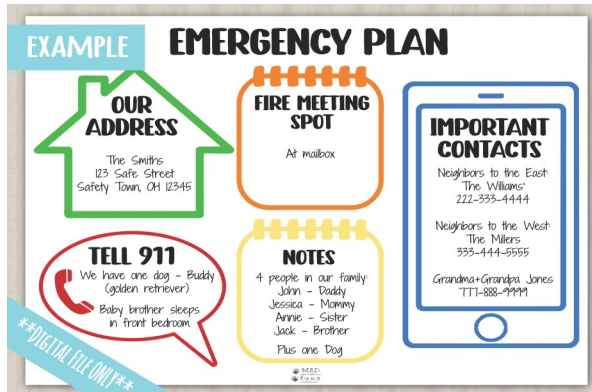 EXAMPLE
EMERGENCY PLAN
OUR
ADDRESS
The Smiths
123 Safe Street
Safety Town, OH 12345
FIRE MEETING
SPOT
At mailbox
IMPORTANT
CONTACTS
Neighbors to the East:
The Williams'
222-333-4444
Neighbors to the West:
The Millers
333-444-5555
Grandma+Grandpa Jones
777-888-9999
TELL 911
We have one dog - Buddy
(golden retriever)
Baby brother sleeps
in front bedroom
NOTES
4 people in our family:
John - Daddy
Jessica - Mommy
Annie - Sister
Jack - Brother
Plus one Dog
**DIGITAL FILE ONLY**
MAD